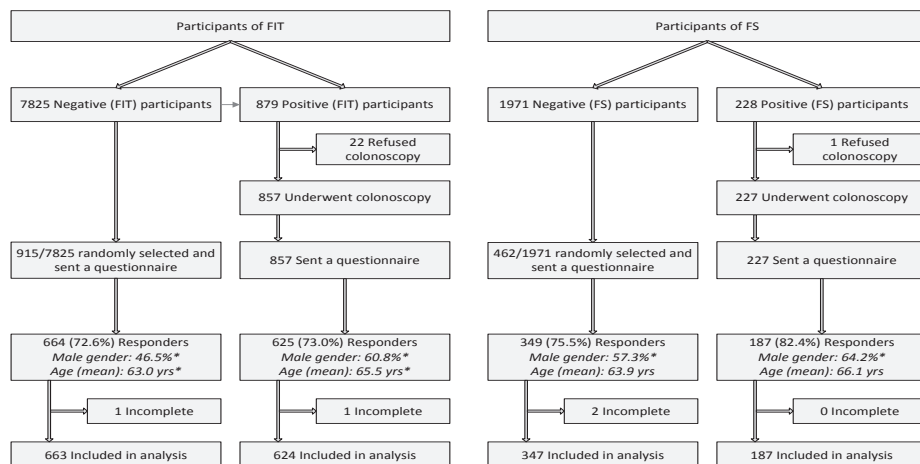 Participants of FIT
7825 Negative (FIT) participants
879 Positive (FIT) participants
22 Refused
colonoscopy
857 Underwent colonoscopy
915/7825 randomly selected and
sent a questionnaire
857 Sent a questionnaire
664 (72.6%) Responders
Male gender: 46.5%*
Age (mean): 63.0 yrs*
625 (73.0%) Responders
Male gender: 60.8%*
Age (mean): 65.5 yrs*
1 Incomplete
1 Incomplete
663 Included in analysis
624 Included in analysis
Participants of FS
1971 Negative (FS) participants
228 Positive (FS) participants
1 Refused
colonoscopy
227 Underwent colonoscopy
462/1971 randomly selected and
sent a questionnaire
227 Sent a questionnaire
349 (75.5%) Responders
Male gender: 57.3%*
Age (mean): 63.9 yrs
187 (82.4%) Responders
Male gender: 64.2%*
Age (mean): 66.1 yrs
2 Incomplete
0 Incomplete
347 Included in analysis
187 Included in analysis